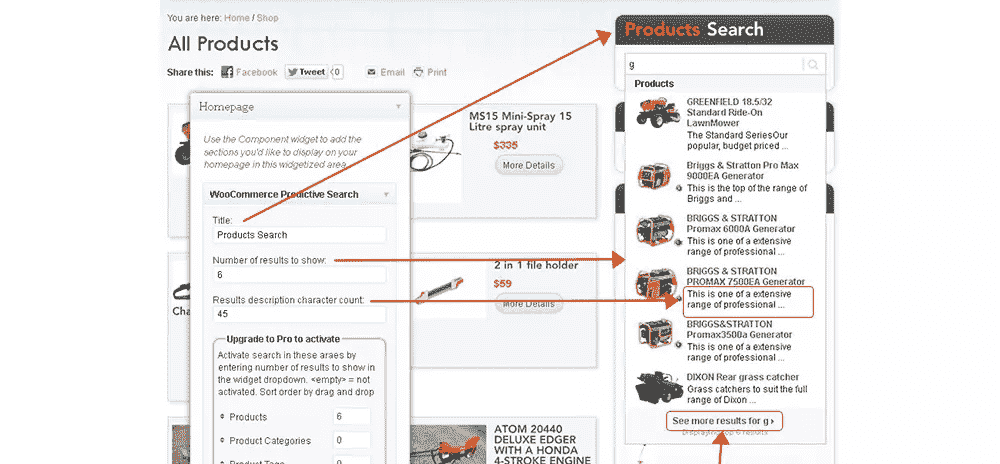 You are here: Home / Shop
All Products
Share this: Facebook Tweet 0 Email Print
Homepage
Use the Component widget to add the
sections you'd like to display on your
homepage in this widgetized area.
WooCommerce Predictive Search
Title:
Products Search
Number of results to show:
6
Results description character count:
45
Upgrade to Pro to activate
Activate search in these araes by
entering number of results to show in
the widget dropdown. <empty> = not
activated. Sort order by drag and drop
Products 6
Product Categories 0
Product Tags 0
Cha
MS15 Mini-Spray 15
Litre spray unit
$335
More Details
2 in 1 file holder
$59
More Details
ATOM 20440
DELUXE EDGER
WITH A HONDA
4-STROKE ENGINE
Products Search
g
Products
GREENFIELD 18.5/32
Standard Ride-On
LawnMower
The Standard SeriesOur
popular, budget priced ...
Briggs & Stratton Pro Max
9000EA Generator
This is the top of the range of
Briggs and ...
BRIGGS & STRATTON
Promax 6000A Generator
This is one of a extensive
range of professional ...
BRIGGS & STRATTON
PROMAX 7500EA Generator
This is one of a extensive
range of professional ...
BRIGGS&STRATTON
Promax3500a Generator
This is one of a extensive
range of professional ...
DIXON Rear grass catcher
Grass catchers to suit the full
range of Dixon ...
See more results for g
Displaying top 6 results